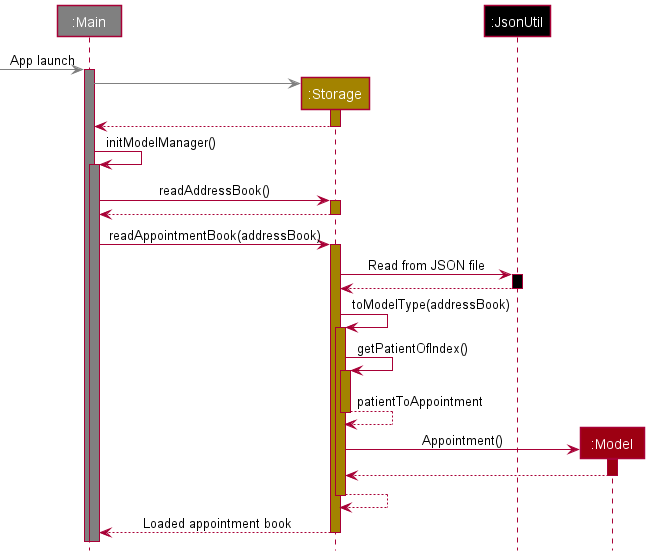 :Main
:JsonUtil
App launch
:Storage
initModelManager()
readAddressBook()
readAppointmentBook(addressBook)
Read from JSON file
toModelType(addressBook)
getPatientOfIndex()
patientToAppointment
Appointment()
:Model
Loaded appointment book